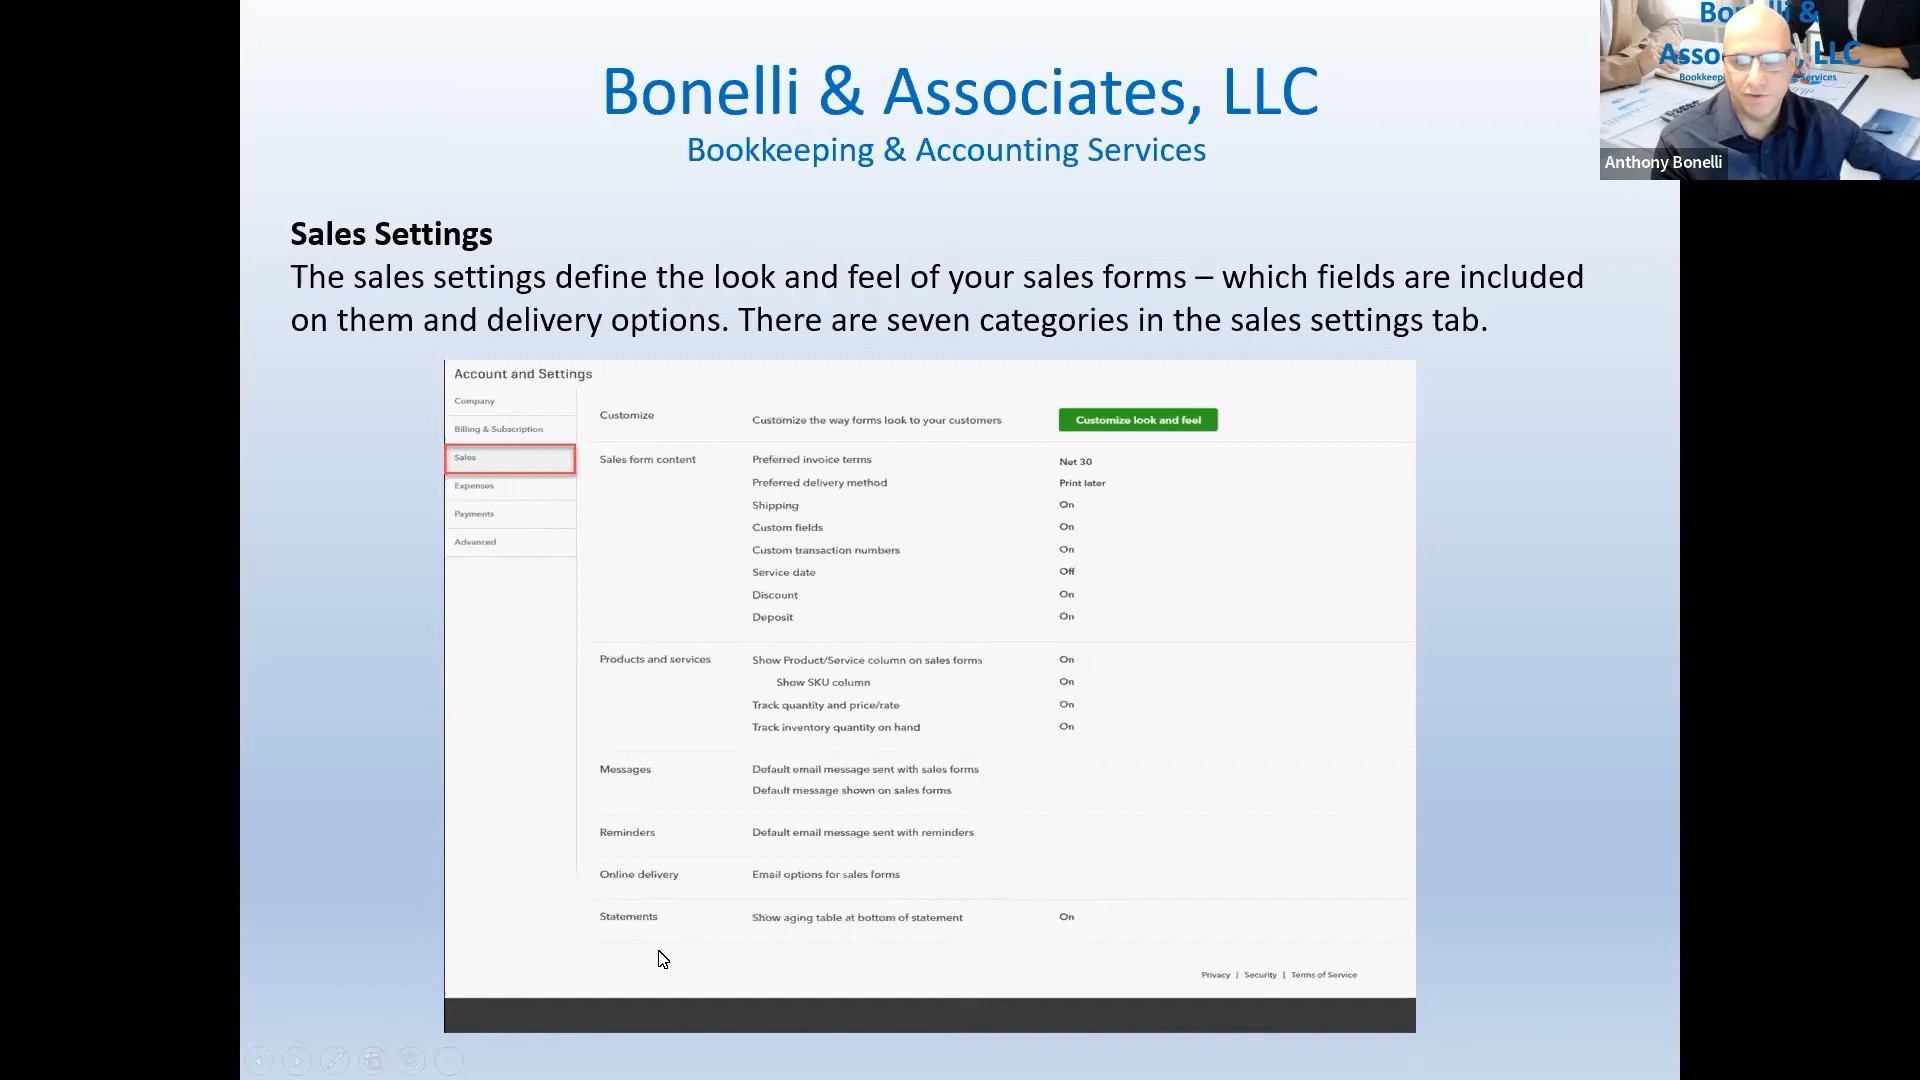 Bonelli & Associates, LLC
Bookkeeping & Accounting Services
Anthony Bonelli
Sales Settings
The sales settings define the look and feel of your sales forms – which fields are included
on them and delivery options. There are seven categories in the sales settings tab.
Account and Settings
Company
Billing & Subscription
Sales
Expenses
Payments
Advanced
Customize Customize the way forms look to your customers Customize look and feel
Sales form content Preferred invoice terms Net 30
Preferred delivery method Print later
Shipping On
Custom fields On
Custom transaction numbers On
Service date Off
Discount On
Deposit On
Products and services Show Product/Service column on sales forms On
Show SKU column On
Track quantity and price/rate On
Track inventory quantity on hand On
Messages Default email message sent with sales forms
Default message shown on sales forms
Reminders Default email message sent with reminders
Online delivery Email options for sales forms
Statements Show aging table at bottom of statement On
Privacy | Security | Terms of Service